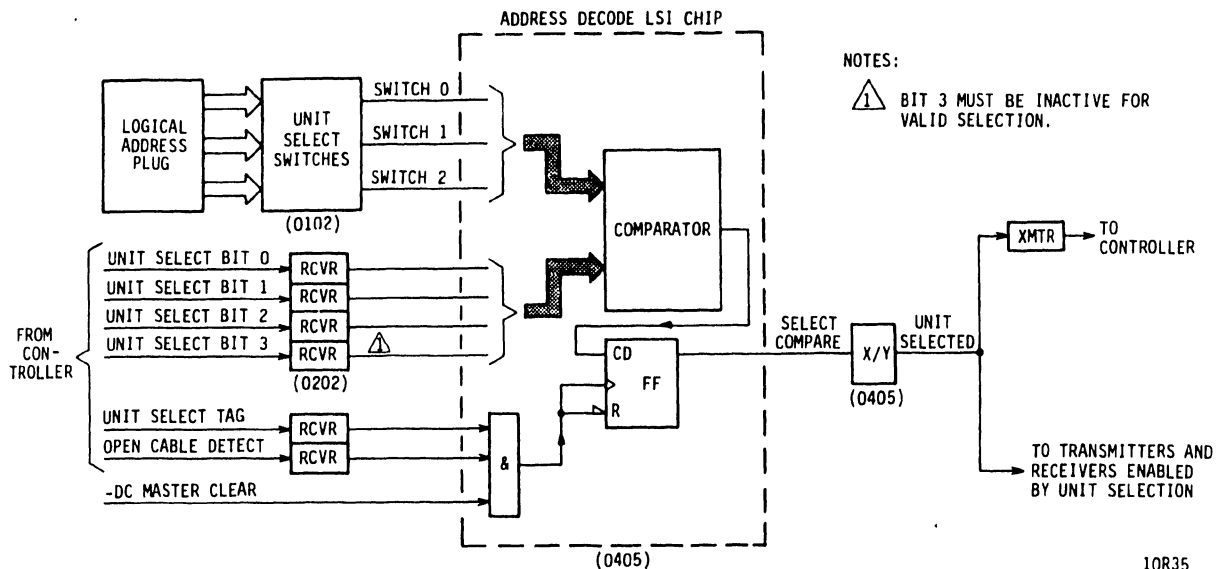 ADDRESS DECODE LSI CHIP
NOTES:
1 BIT 3 MUST BE INACTIVE FOR
VALID SELECTION.
LOGICAL
ADDRESS
PLUG
UNIT
SELECT
SWITCHES
(0102)
SWITCH 0
SWITCH 1
SWITCH 2
COMPARATOR
FROM
CON-
TROLLER
UNIT SELECT BIT 0
RCVR
UNIT SELECT BIT 1
RCVR
UNIT SELECT BIT 2
RCVR
UNIT SELECT BIT 3
RCVR
1
(0202)
UNIT SELECT TAG
RCVR
OPEN CABLE DETECT
RCVR
-DC MASTER CLEAR
&
CD
FF
R
SELECT
COMPARE
X/Y
(0405)
UNIT
SELECTED
XMTR
TO
CONTROLLER
TO TRANSMITTERS AND
RECEIVERS ENABLED
BY UNIT SELECTION
(0405)
10R35